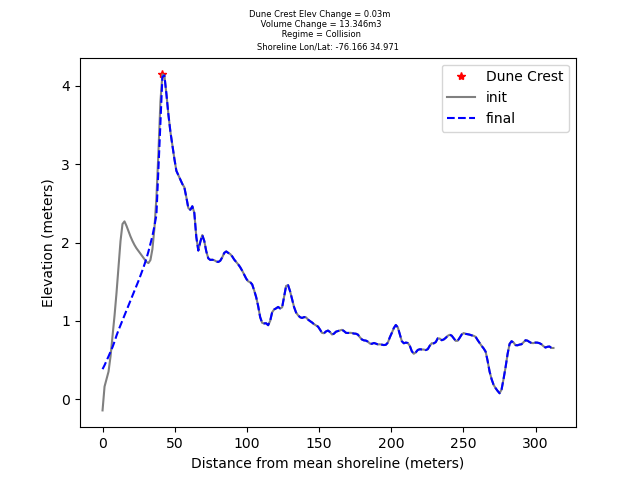 Dune Crest Elev Change = 0.03m
Volume Change = 13.346m3
Regime = Collision
Shoreline Lon/Lat: -76.166 34.971
Dune Crest
init
final
4
3
2
1
0
Elevation (meters)
0 50 100 150 200 250 300
Distance from mean shoreline (meters)